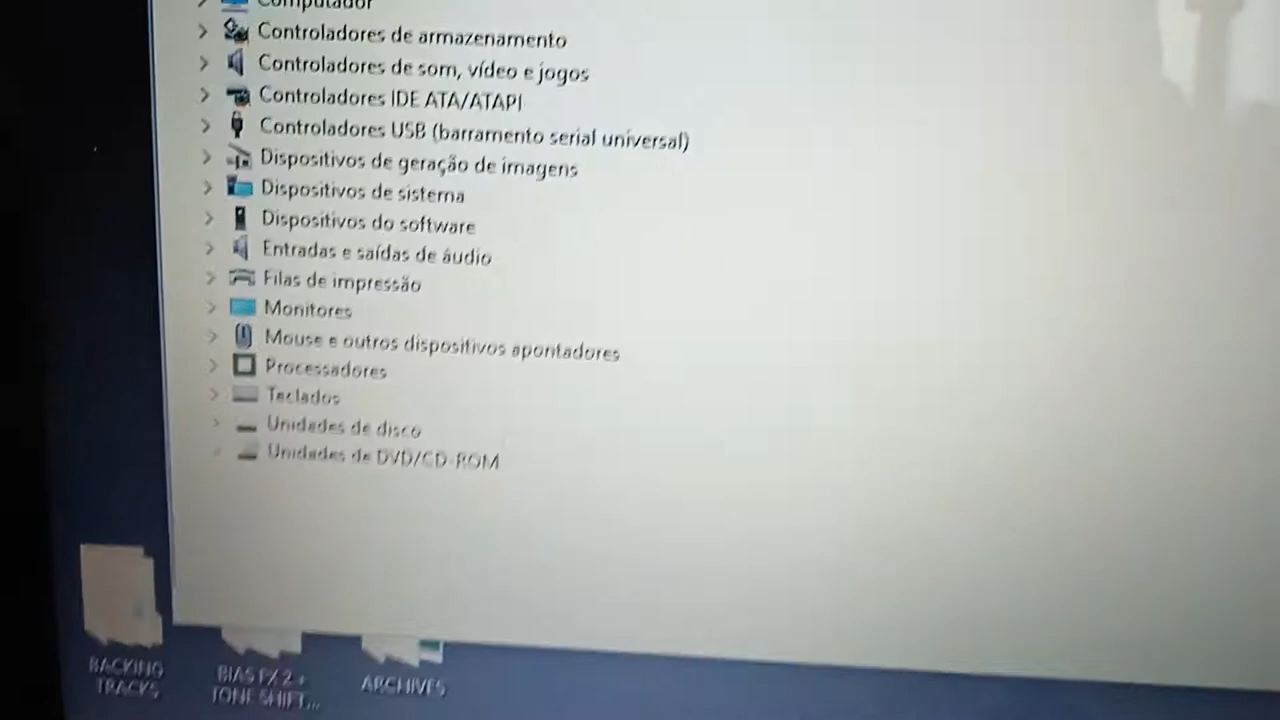 Computador
Controladores de armazenamento
Controladores de som, vídeo e jogos
Controladores IDE ATA/ATAPI
Controladores USB (barramento serial universal)
Dispositivos de geração de imagens
Dispositivos de sistema
Dispositivos do software
Entradas e saídas de áudio
Filas de impressão
Monitores
Mouse e outros dispositivos apontadores
Processadores
Teclados
Unidades de disco
Unidades de DVD/CD-ROM
BACKING
TRACKS
BIAS FX 2 +
TONE SHIFT...
ARCHIVES